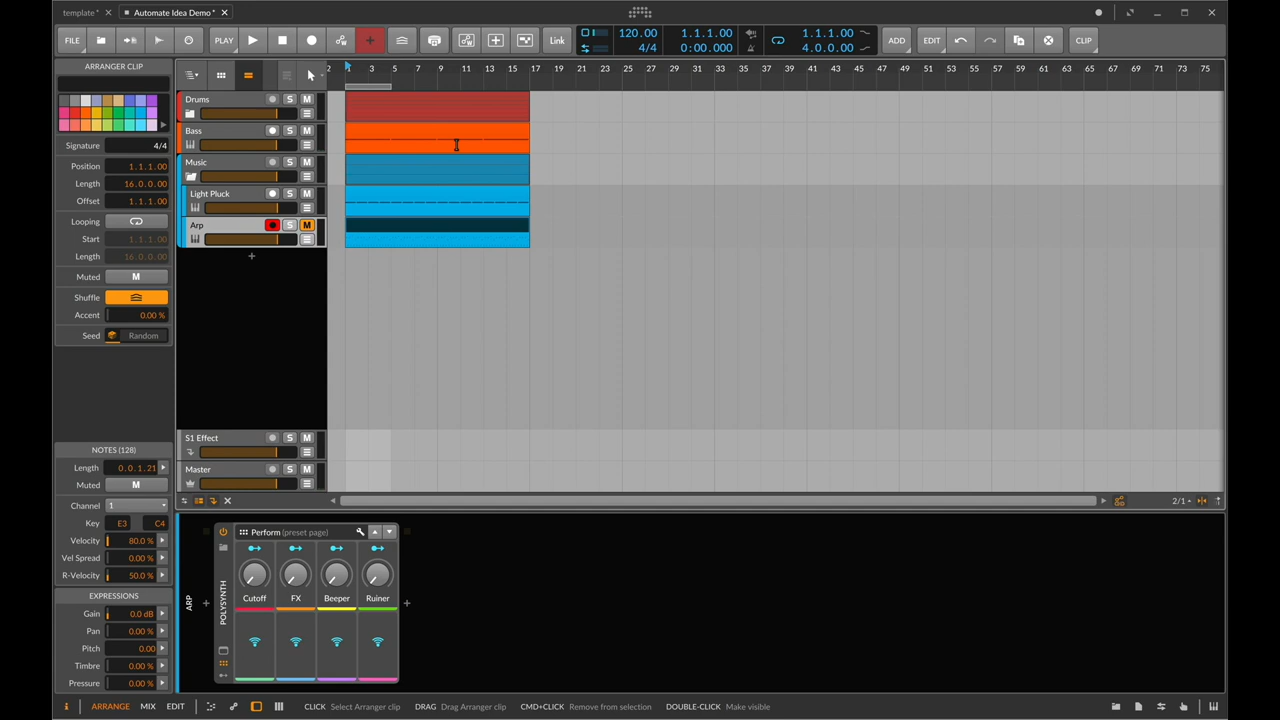 template*
Automate Idea Demo*
FILE
PLAY
Link
120.00
4/4
1.1.1.00
0:00.000
1.1.1.00
4.0.0.00
ADD
EDIT
CLIP
ARRANGER CLIP
Signature 4/4
Position 1.1.1.00
Length 16.0.0.00
Offset 1.1.1.00
Looping
Start 1.1.1.00
Length 16.0.0.00
Muted M
Shuffle
Accent 0.00 %
Seed Random
NOTES (128)
Length 0.0.1.21
Muted M
Channel 1
Key E3 C4
Velocity 80.0 %
Vel Spread 0.00 %
R-Velocity 50.0 %
EXPRESSIONS
Gain 0.0 dB
Pan 0.00 %
Pitch 0.00
Timbre 0.00 %
Pressure 0.00 %
2 1 3 5 7 9 11 13 15 17 19 21 23 25 27 29 31 33 35 37 39 41 43 45 47 49 51 53 55 57 59 61 63 65 67 69 71 73 75
Drums S M
Bass S M
Music S M
Light Pluck S M
Arp S M
+
S1 Effect S M
Master S M
2/1
ARP
POLYSYNTH
Perform (preset page)
Cutoff FX Beeper Ruiner
i ARRANGE MIX EDIT
CLICK Select Arranger clip DRAG Drag Arranger clip CMD+CLICK Remove from selection DOUBLE-CLICK Make visible